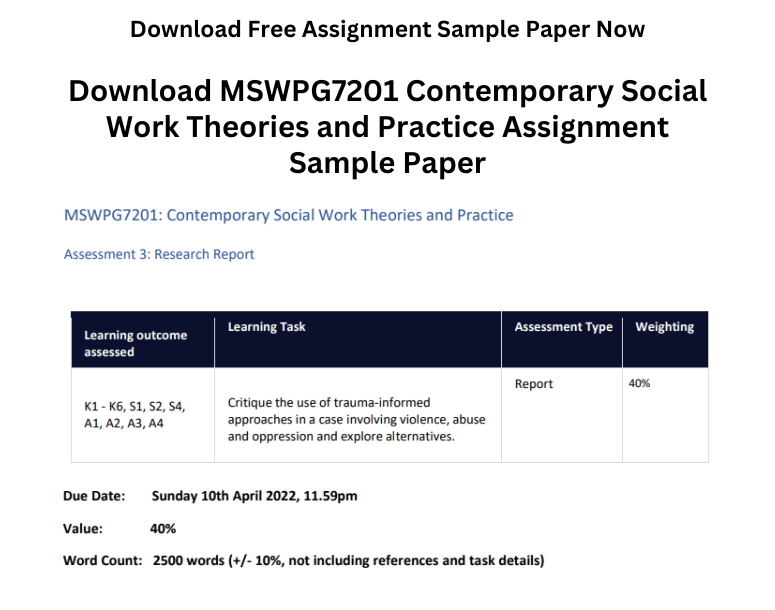 Download Free Assignment Sample Paper Now
Download MSWPG7201 Contemporary Social
Work Theories and Practice Assignment
Sample Paper
MSWPG7201: Contemporary Social Work Theories and Practice
Assessment 3: Research Report
Learning outcome
assessed
Learning Task
Assessment Type
Weighting
K1 - K6, S1, S2, S4,
A1, A2, A3, A4
Critique the use of trauma-informed
approaches in a case involving violence, abuse
and oppression and explore alternatives.
Report
40%
Due Date: Sunday 10th April 2022, 11.59pm
Value: 40%
Word Count: 2500 words (+/- 10%, not including references and task details)